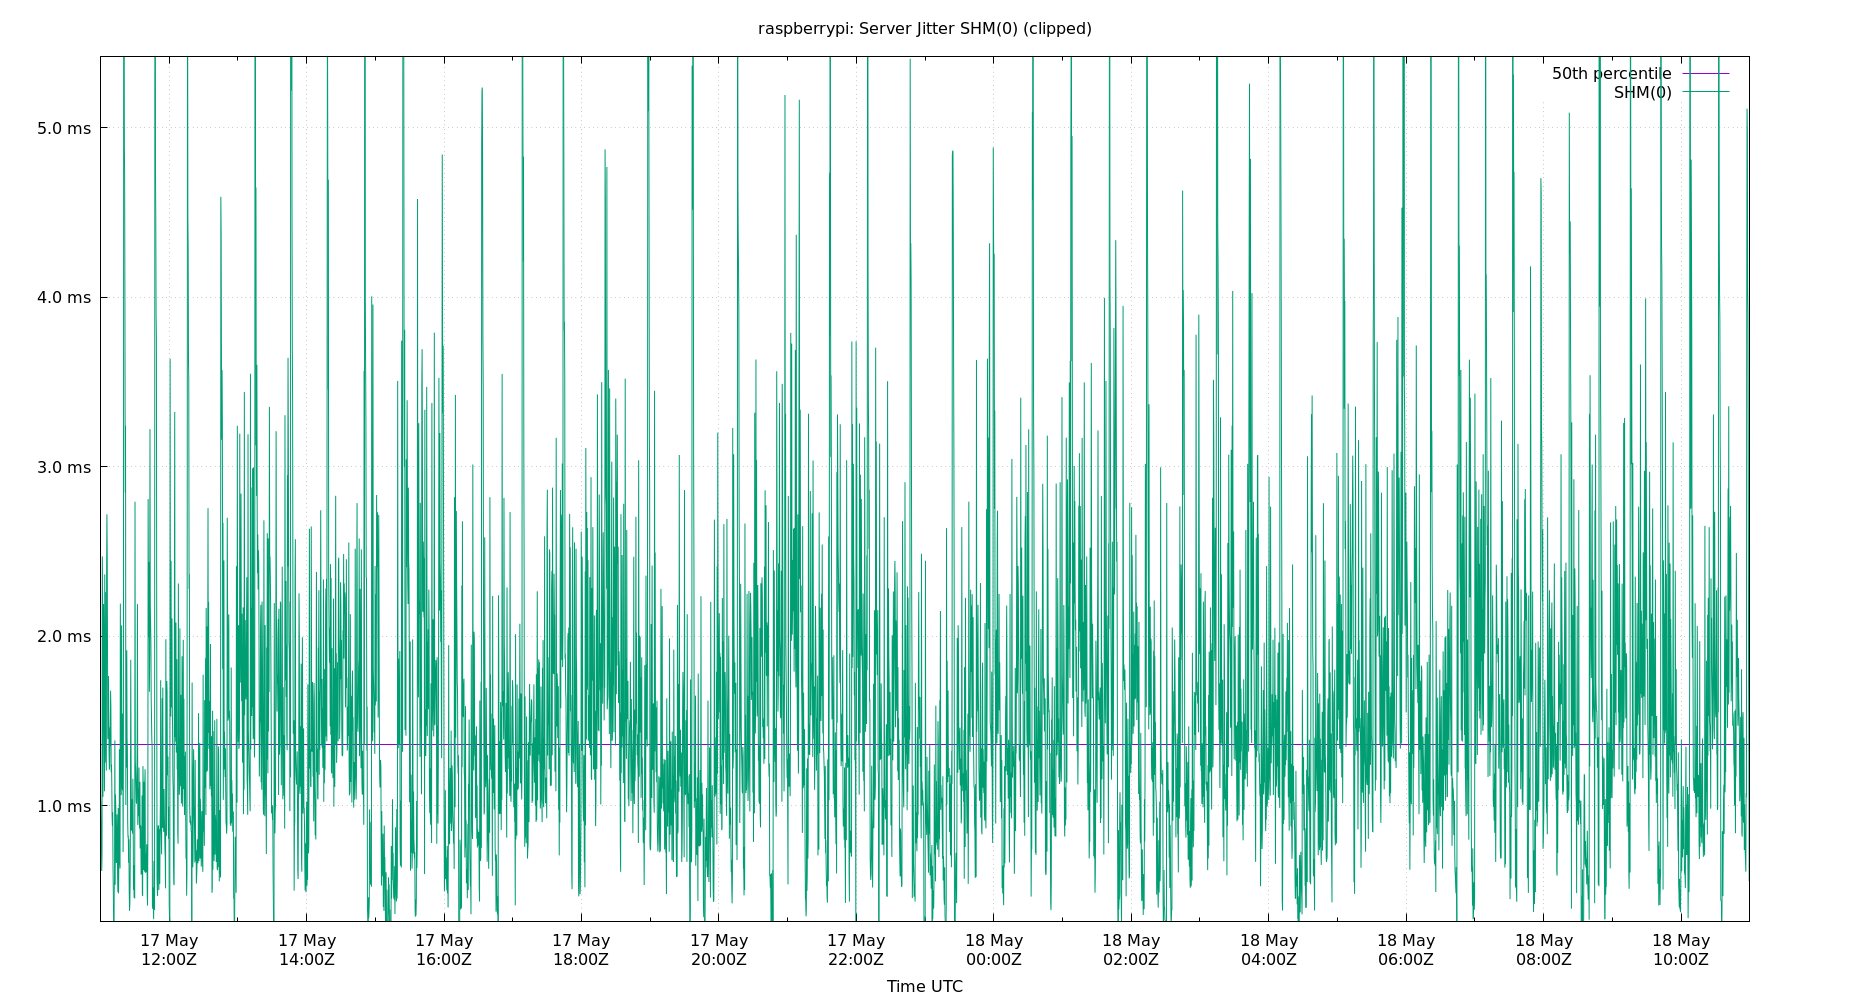 raspberrypi: Server Jitter SHM(0) (clipped)
50th percentile
SHM(0)
5.0 ms
4.0 ms
3.0 ms
2.0 ms
1.0 ms
17 May 17 May 17 May 17 May 17 May 17 May 18 May 18 May 18 May 18 May 18 May 18 May
12:00Z 14:00Z 16:00Z 18:00Z 20:00Z 22:00Z 00:00Z 02:00Z 04:00Z 06:00Z 08:00Z 10:00Z
Time UTC